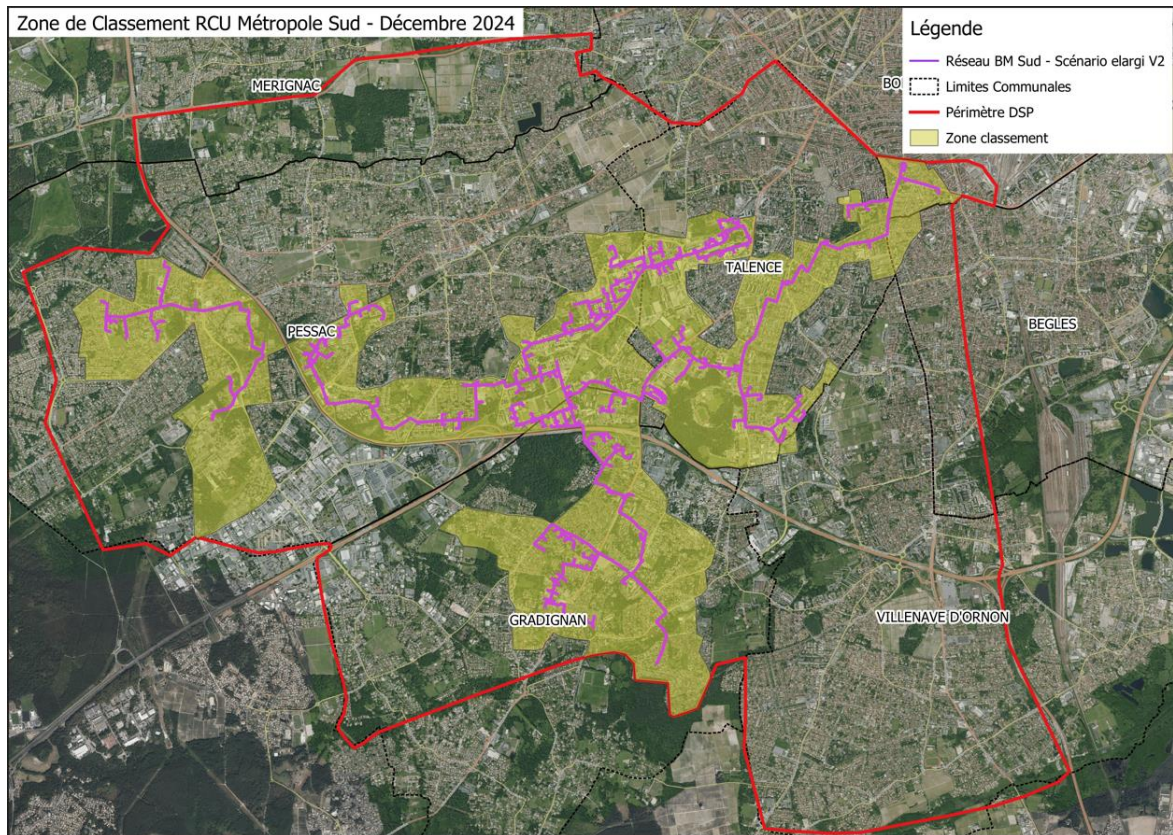 Zone de Classement RCU Métropole Sud - Décembre 2024
Légende
Réseau BM Sud - Scénario elargi V2
Limites Communales
Périmètre DSP
Zone classement
MERIGNAC
BO
TALENCE
PESSAC
BEGLES
GRADIGNAN
VILLENAVE D'ORNON